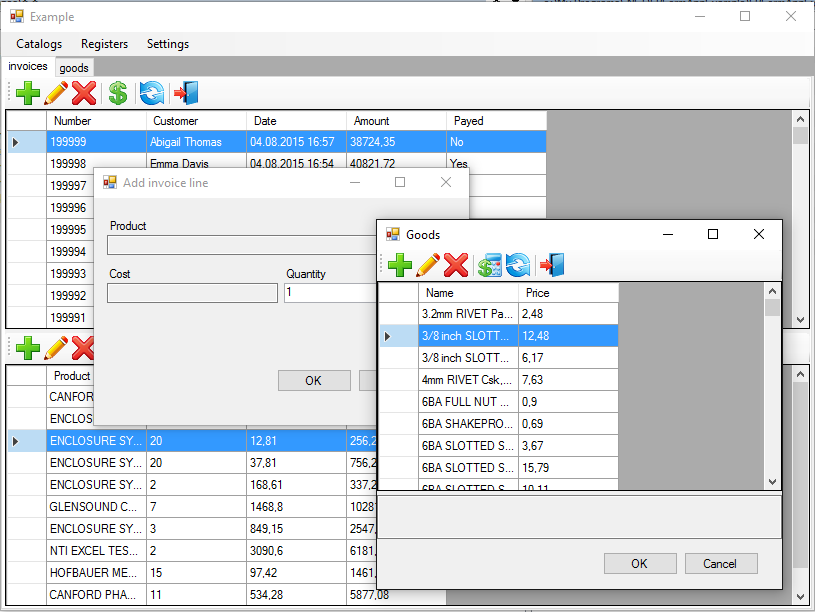 Example
Catalogs Registers Settings
invoices goods
Number Customer Date Amount Payed
199999 Abigail Thomas 04.08.2015 16:57 38724,35 No
199998 Emma Davis 04.08.2015 16:54 40821,72 Yes
199997
199996
199995
199994
199993
199992
199991
Add invoice line
Product
Cost Quantity
1
OK
Goods
Name Price
3.2mm RIVET Pa... 2,48
3/8 inch SLOTT... 12,48
3/8 inch SLOTT... 6,17
4mm RIVET Csk,... 7,63
6BA FULL NUT ... 0,9
6BA SHAKEPRO... 0,69
6BA SLOTTED S... 3,67
6BA SLOTTED S... 15,79
6BA SLOTTED S... 10,11
OK Cancel
Product
CANFOR
ENCLOS
ENCLOSURE SY... 20 12,81 256,2
ENCLOSURE SY... 20 37,81 756,2
ENCLOSURE SY... 2 168,61 337,2
GLENSOUND C... 7 1468,8 1028
ENCLOSURE SY... 3 849,15 2547,
NTI EXCEL TES... 2 3090,6 6181,
HOFBAUER ME... 15 97,42 1461,
CANFORD PHA... 11 534,28 5877,08